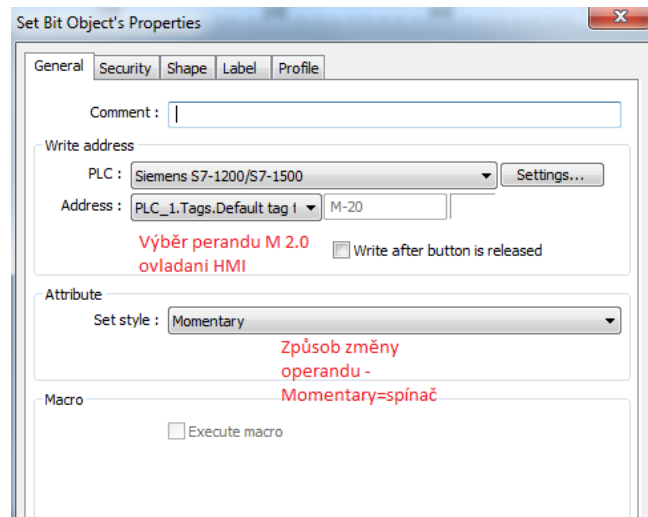 Set Bit Object's Properties
General Security Shape Label Profile
Comment :
Write address
PLC : Siemens S7-1200/S7-1500 Settings...
Address : PLC_1.Tags.Default tag t M-20
Výběr perandu M 2.0
ovladani HMI
Write after button is released
Attribute
Set style : Momentary
Způsob změny
operandu -
Momentary=spínač
Macro
Execute macro